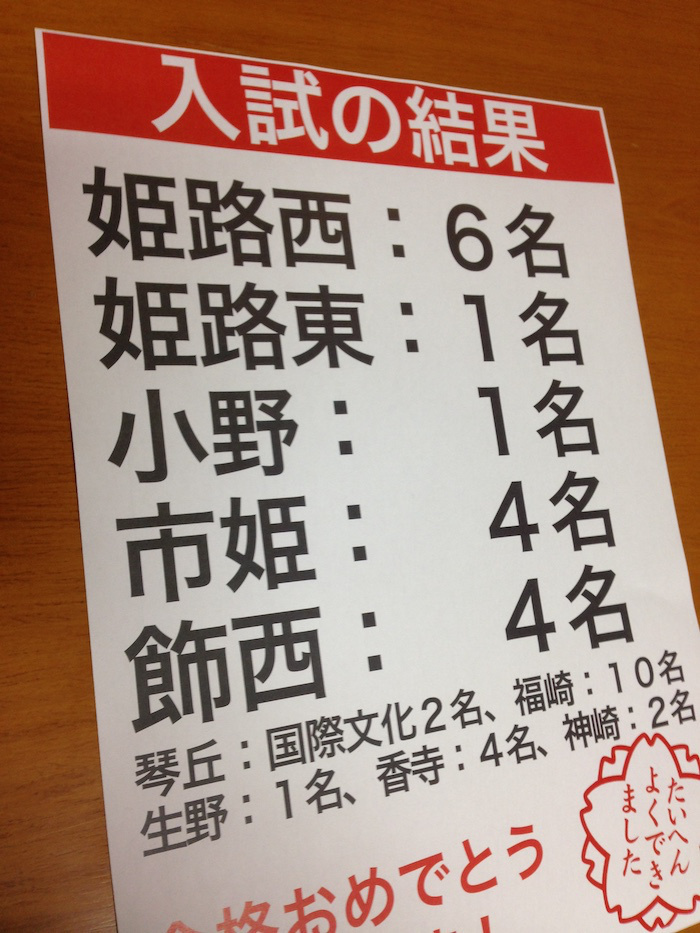 入試の結果
姫路西：６名
姫路東：１名
小野：　１名
市姫：　４名
飾西：　４名
琴丘：国際文化２名、福崎：１０名
生野：１名、香寺：４名、神崎：２名
合格おめでとう
たいへん
よくでき
ました